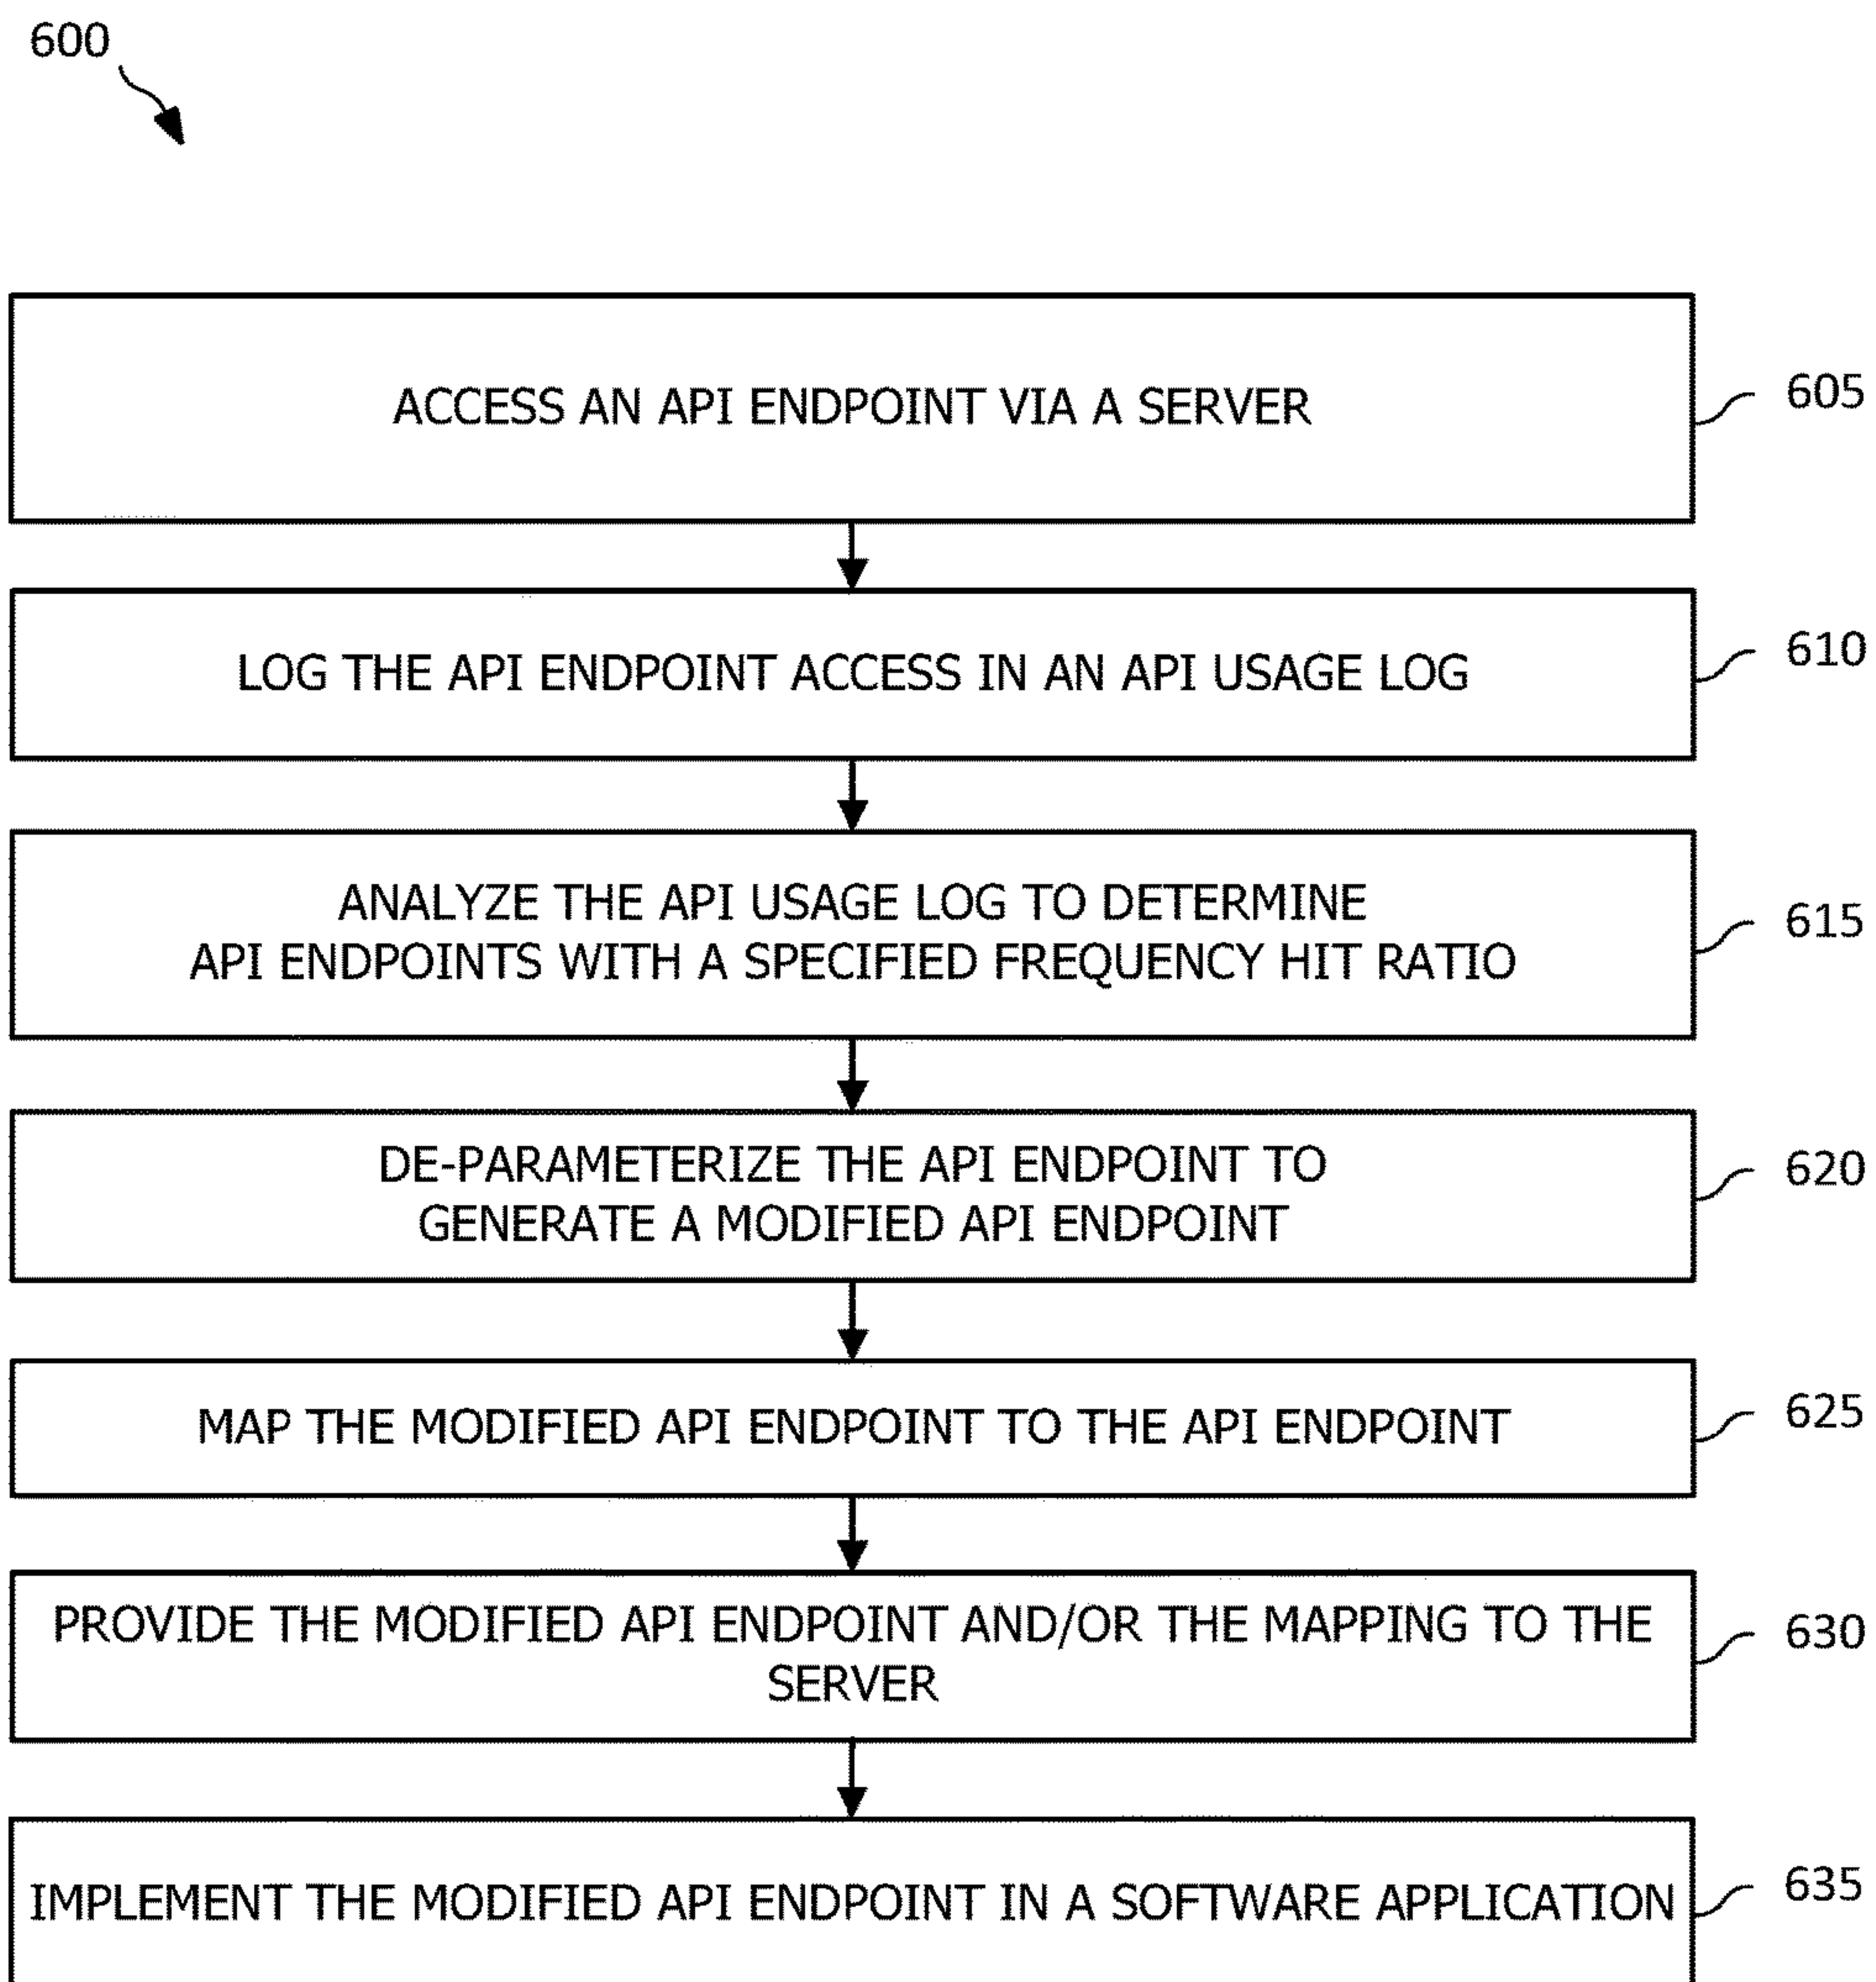 600
ACCESS AN API ENDPOINT VIA A SERVER
605
LOG THE API ENDPOINT ACCESS IN AN API USAGE LOG
610
ANALYZE THE API USAGE LOG TO DETERMINE
API ENDPOINTS WITH A SPECIFIED FREQUENCY HIT RATIO
615
DE-PARAMETERIZE THE API ENDPOINT TO
GENERATE A MODIFIED API ENDPOINT
620
MAP THE MODIFIED API ENDPOINT TO THE API ENDPOINT
625
PROVIDE THE MODIFIED API ENDPOINT AND/OR THE MAPPING TO THE
SERVER
630
IMPLEMENT THE MODIFIED API ENDPOINT IN A SOFTWARE APPLICATION
635